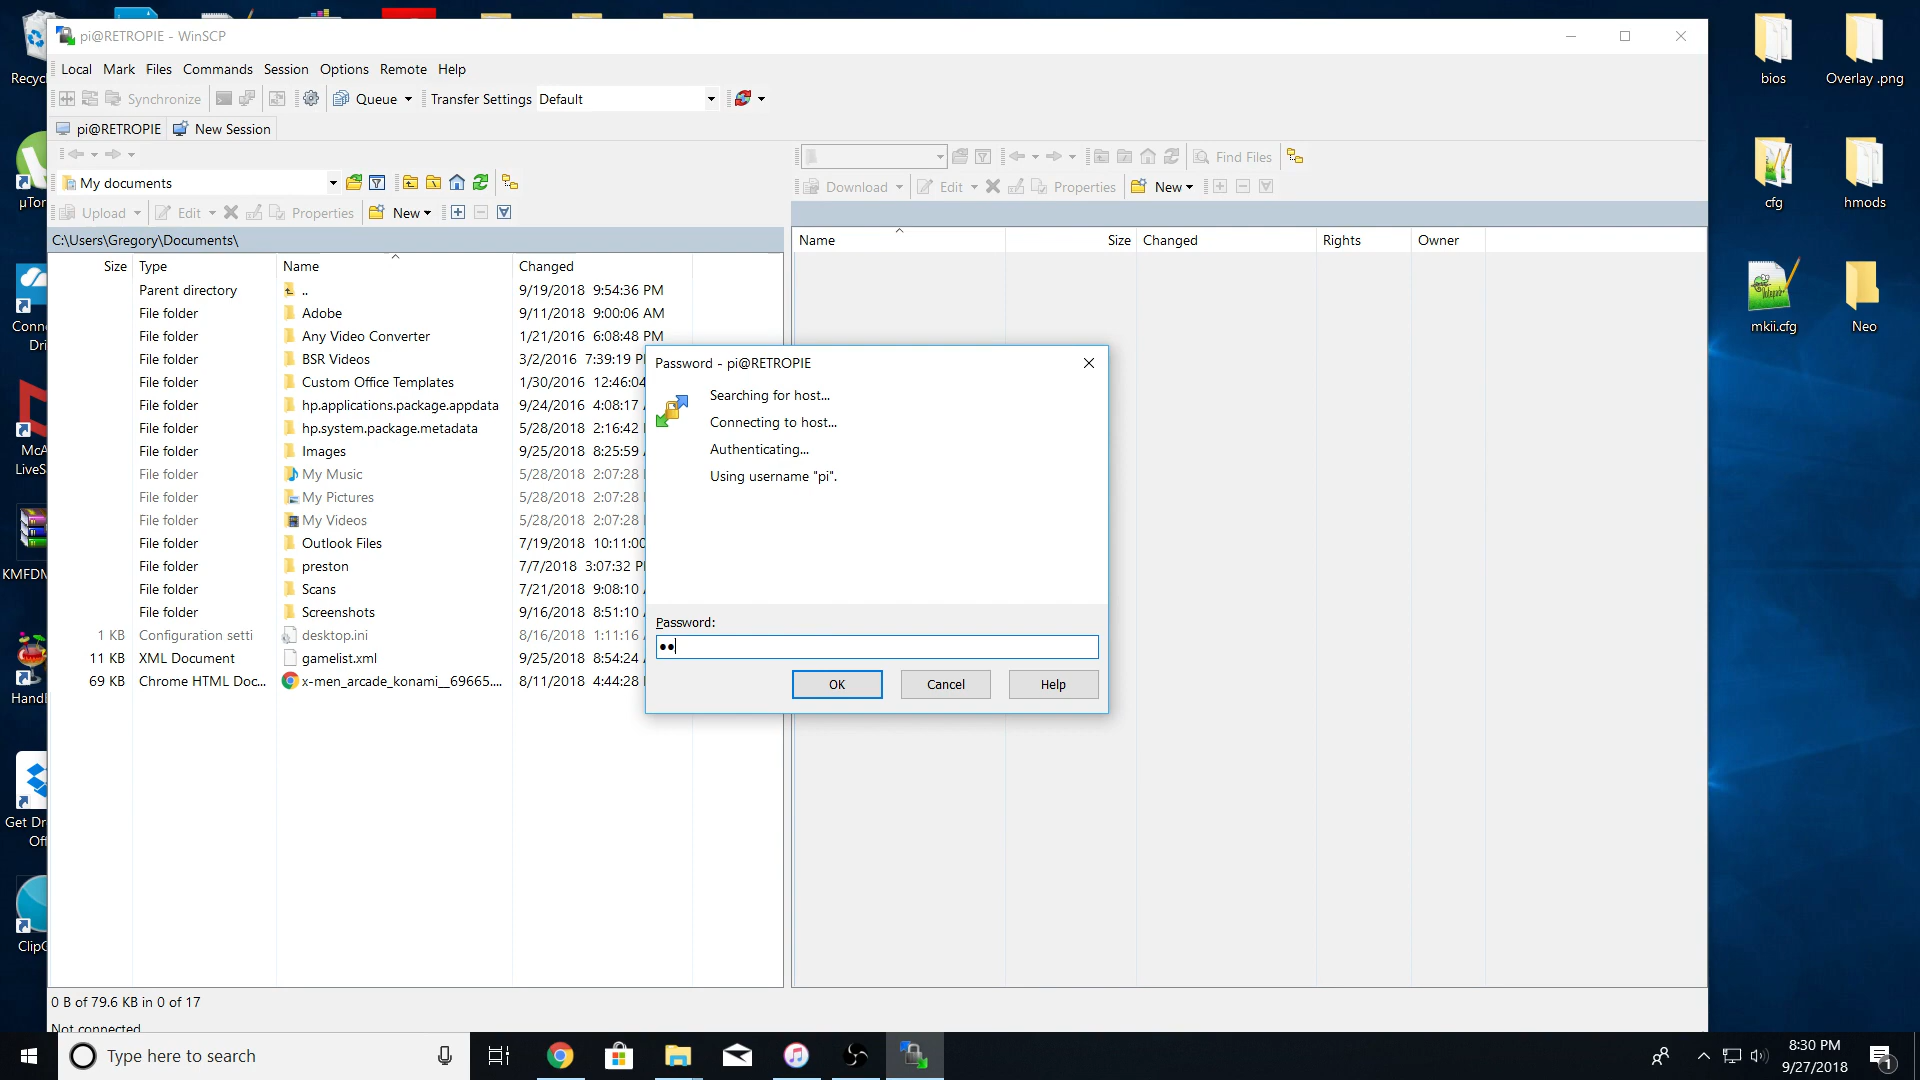 pi@RETROPIE - WinSCP
Local Mark Files Commands Session Options Remote Help
Synchronize Queue Transfer Settings Default
pi@RETROPIE New Session
My documents
Find Files
Upload Edit Properties New
Download Edit Properties New
C:\Users\Gregory\Documents\
Size Type Name Changed
Name Size Changed Rights Owner
Parent directory .. 9/19/2018 9:54:36 PM
File folder Adobe 9/11/2018 9:00:06 AM
File folder Any Video Converter 1/21/2016 6:08:48 PM
File folder BSR Videos 3/2/2016 7:39:19
File folder Custom Office Templates 1/30/2016 12:46:04
File folder hp.applications.package.appdata 9/24/2016 4:08:17
File folder hp.system.package.metadata 5/28/2018 2:16:42
File folder Images 9/25/2018 8:25:59
File folder My Music 5/28/2018 2:07:28
File folder My Pictures 5/28/2018 2:07:28
File folder My Videos 5/28/2018 2:07:28
File folder Outlook Files 7/19/2018 10:11:00
File folder preston 7/7/2018 3:07:32
File folder Scans 7/21/2018 9:08:10
File folder Screenshots 9/16/2018 8:51:10
1 KB Configuration setti desktop.ini 8/16/2018 1:11:16
11 KB XML Document gamelist.xml 9/25/2018 8:54:24
69 KB Chrome HTML Doc... x-men_arcade_konami__69665.... 8/11/2018 4:44:28
Password - pi@RETROPIE
Searching for host...
Connecting to host...
Authenticating...
Using username "pi".
Password:
OK Cancel Help
0 B of 79.6 KB in 0 of 17
Not connected.
Recyc
µTor
Conn
Dri
McA
LiveS
KMFDM
HandB
Get Dr
Off
ClipG
bios
Overlay .png
cfg
hmods
mkii.cfg
Neo
Type here to search
8:30 PM
9/27/2018
1